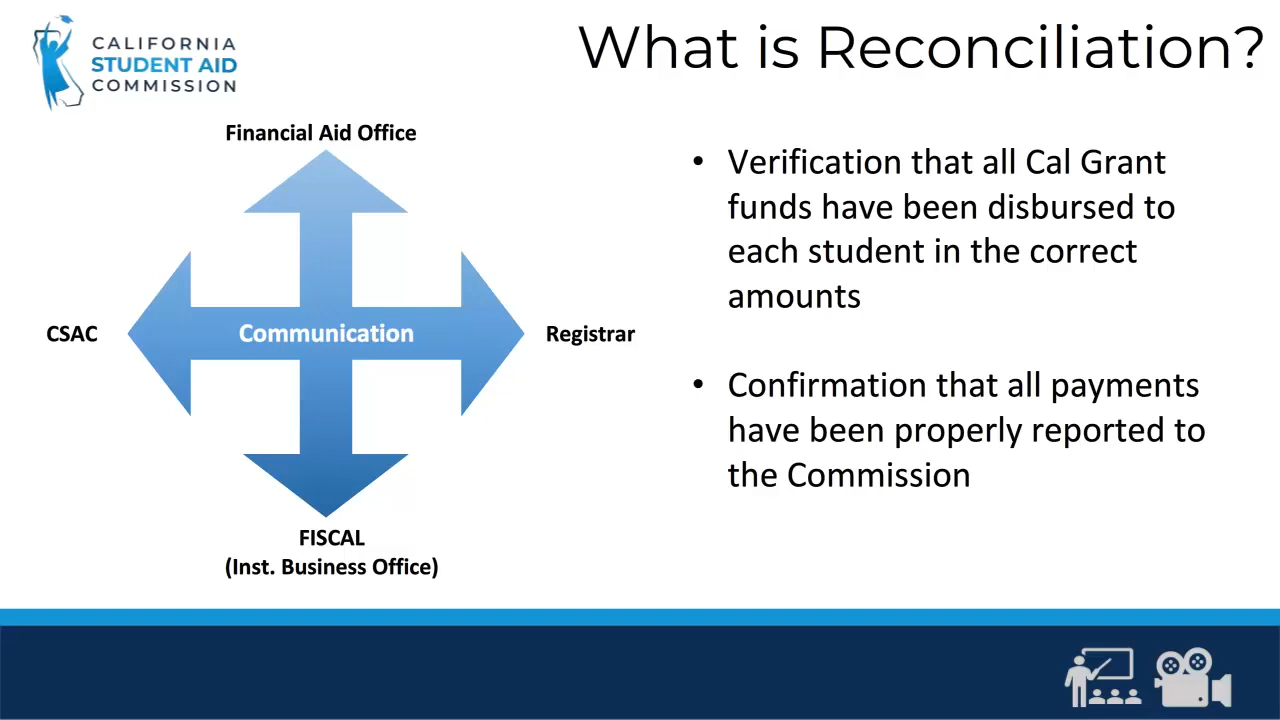 CALIFORNIA
STUDENT AID
COMMISSION
What is Reconciliation?
Financial Aid Office
CSAC
Communication
Registrar
FISCAL
(Inst. Business Office)
• Verification that all Cal Grant
funds have been disbursed to
each student in the correct
amounts
• Confirmation that all payments
have been properly reported to
the Commission